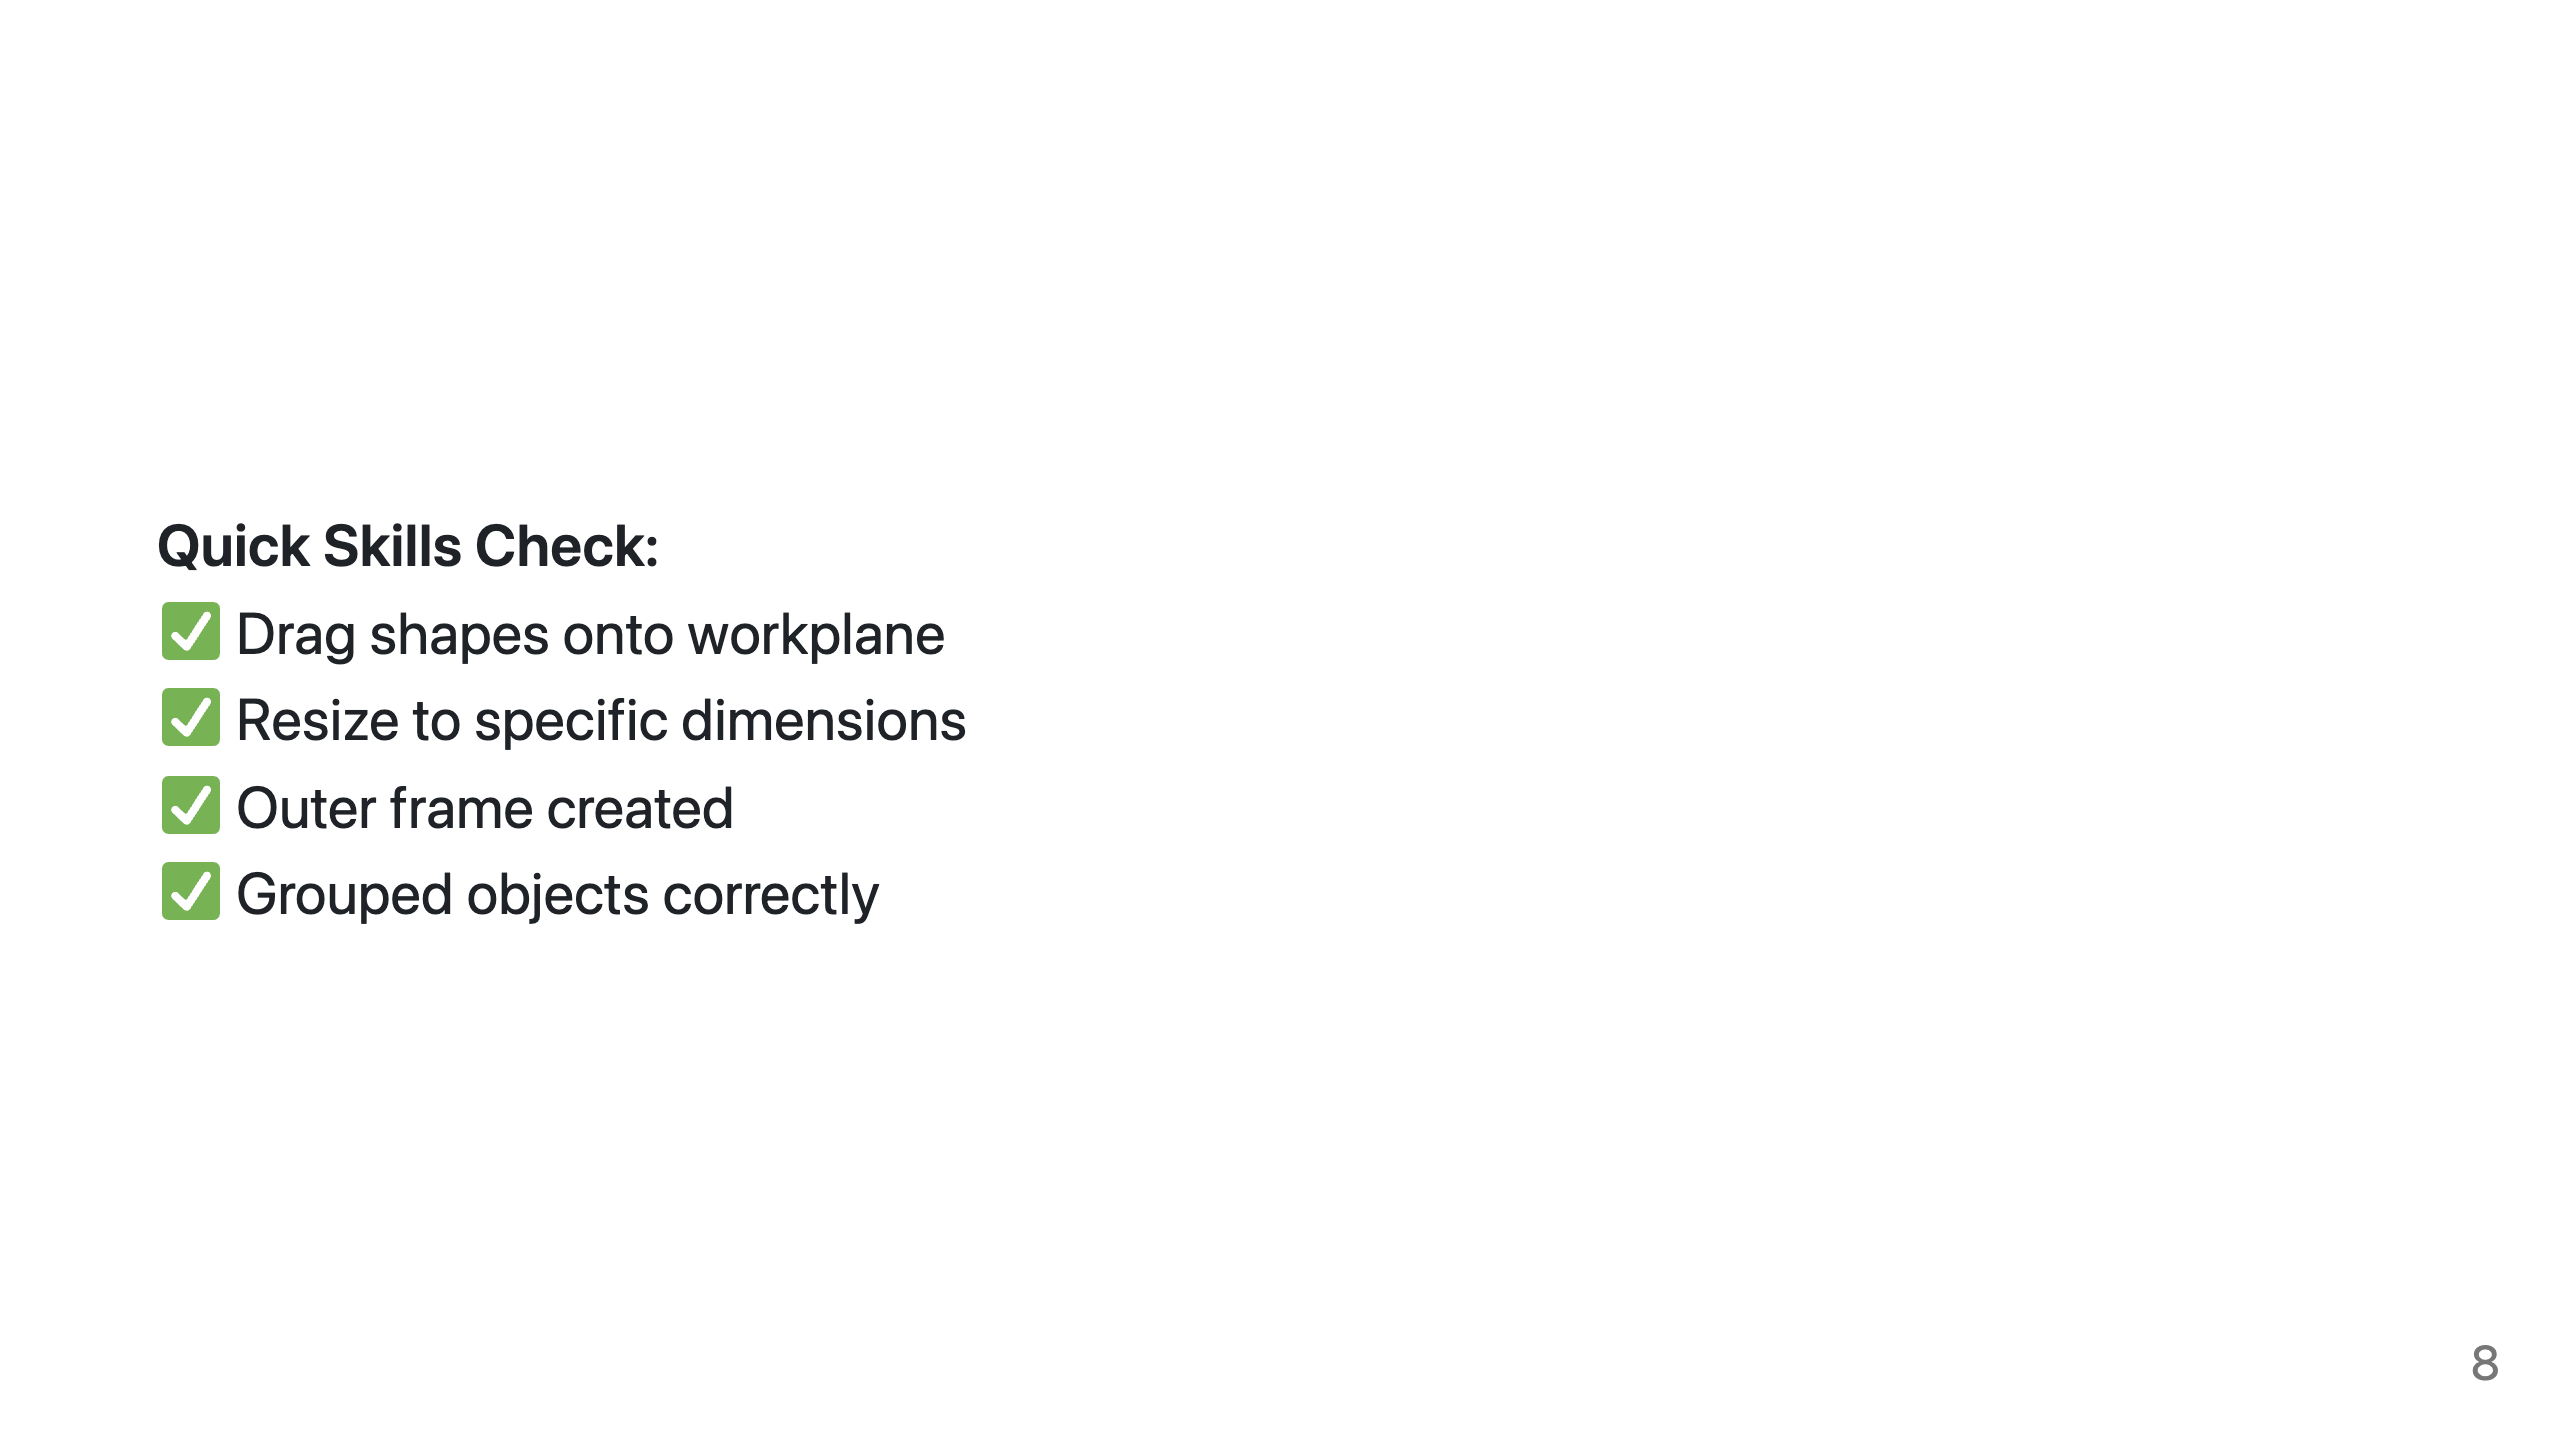 Quick Skills Check:
✅ Drag shapes onto workplane
✅ Resize to specific dimensions
✅ Outer frame created
✅ Grouped objects correctly
8